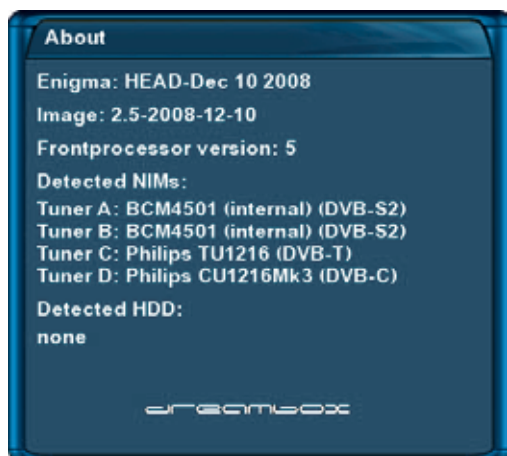 About
Enigma: HEAD-Dec 10 2008
Image: 2.5-2008-12-10
Frontprocessor version: 5
Detected NIMs:
Tuner A: BCM4501 (internal) (DVB-S2)
Tuner B: BCM4501 (internal) (DVB-S2)
Tuner C: Philips TU1216 (DVB-T)
Tuner D: Philips CU1216Mk3 (DVB-C)
Detected HDD:
none
dreambox